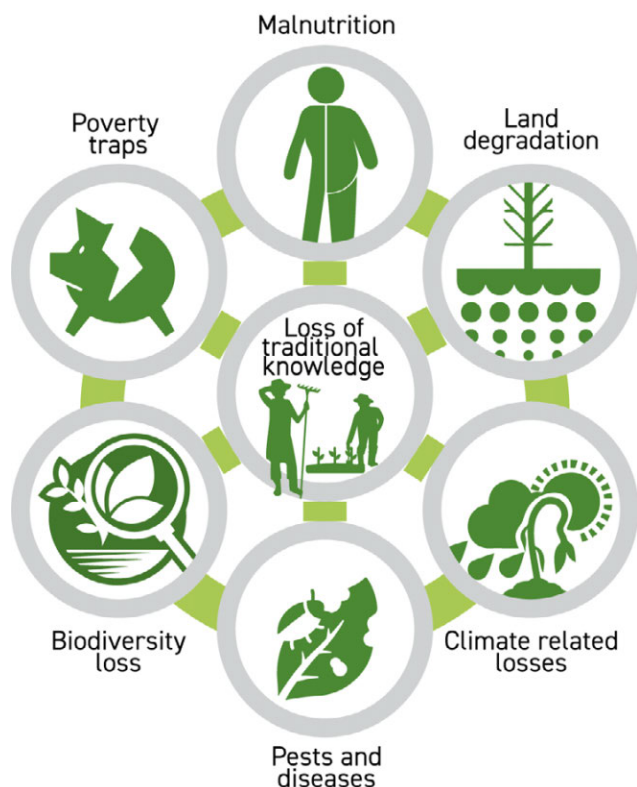 Malnutrition
Poverty
traps
Land
degradation
Loss of
traditional
knowledge
Biodiversity
loss
Climate related
losses
Pests and
diseases